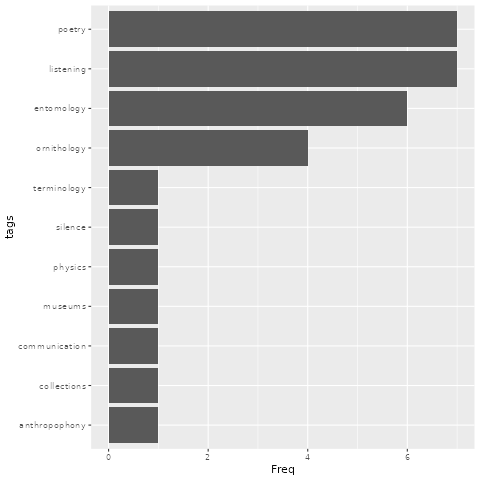 poetry
listening
entomology
ornithology
terminology
silence
physics
museums
communication
collections
anthropophony
tags
0 2 4 6
Freq